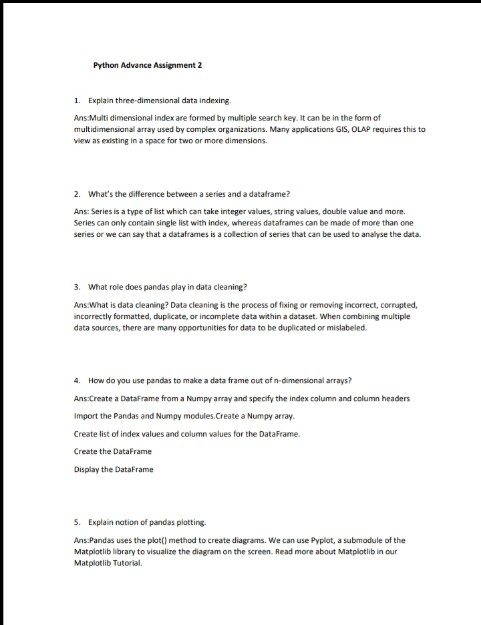 Python Advance Assignment 2
1. Explain three-dimensional data indexing.
Ans:Multi dimensional index are formed by multiple search key. It can be in the form of
multidimensional array used by complex organizations. Many applications GIS, OLAP requires this to
view as existing in a space for two or more dimensions.
2. What's the difference between a series and a dataframe?
Ans: Series is a type of list which can take integer values, string values, double value and more.
Series can only contain single list with index, whereas dataframes can be made of more than one
series or we can say that a dataframes is a collection of series that can be used to analyse the data.
3. What role does pandas play in data cleaning?
Ans:What is data cleaning? Data cleaning is the process of fixing or removing incorrect, corrupted,
incorrectly formatted, duplicate, or incomplete data within a dataset. When combining multiple
data sources, there are many opportunities for data to be duplicated or mislabeled.
4. How do you use pandas to make a data frame out of n-dimensional arrays?
Ans:Create a DataFrame from a Numpy array and specify the index column and column headers
Import the Pandas and Numpy modules.Create a Numpy array.
Create list of index values and column values for the DataFrame.
Create the DataFrame
Display the DataFrame
5. Explain notion of pandas plotting.
Ans:Pandas uses the plot() method to create diagrams. We can use Pyplot, a submodule of the
Matplotlib library to visualize the diagram on the screen. Read more about Matplotlib in our
Matplotlib Tutorial.